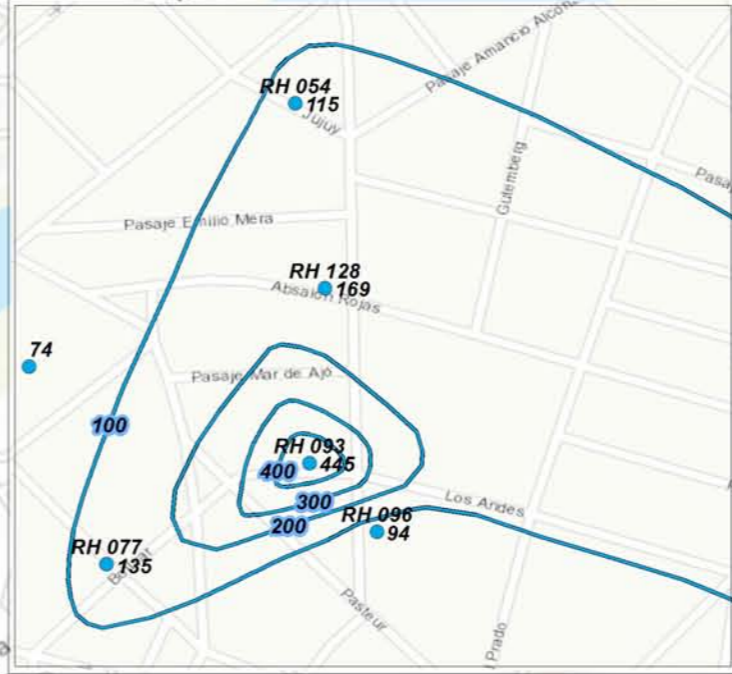 Pasaje Amancio Alcorta
RH 054
115
Jujuy
Gutemberg
Pasaje Emilio Mera
RH 128
169
Absalón Rojas
74
Pasaje Mar de Ajó
100
RH 093
445
400
Los Andes
300
RH 096
200
94
RH 077
135
Pasteur
Prado